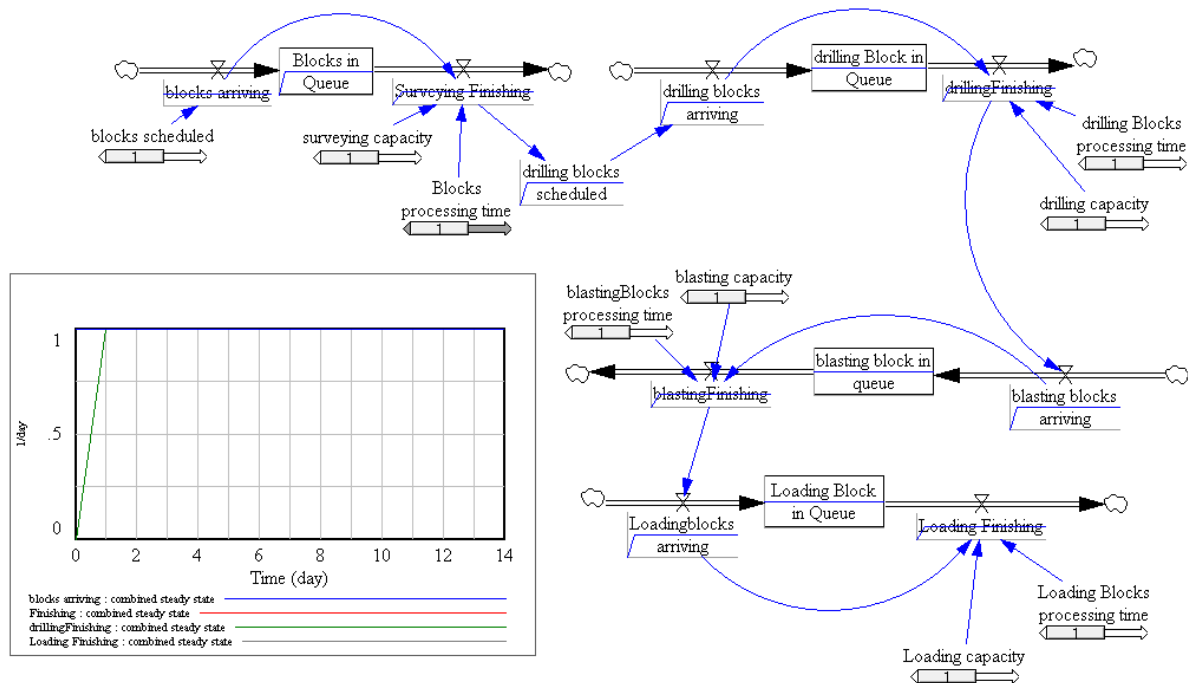 Blocks in
Queue
blocks arriving
Surveying Finishing
blocks scheduled
1
surveying capacity
1
Blocks
processing time
1
drilling blocks
scheduled
drilling blocks
arriving
drilling Block in
Queue
drillingFinishing
drilling Blocks
processing time
1
drilling capacity
1
blasting capacity
1
blastingBlocks
processing time
1
blasting block in
queue
blastingFinishing
blasting blocks
arriving
Loading Block
in Queue
Loadingblocks
arriving
Loading Finishing
Loading Blocks
processing time
1
Loading capacity
1
1
.5
0
1/day
0 2 4 6 8 10 12 14
Time (day)
blocks arriving : combined steady state
Finishing : combined steady state
drillingFinishing : combined steady state
Loading Finishing : combined steady state